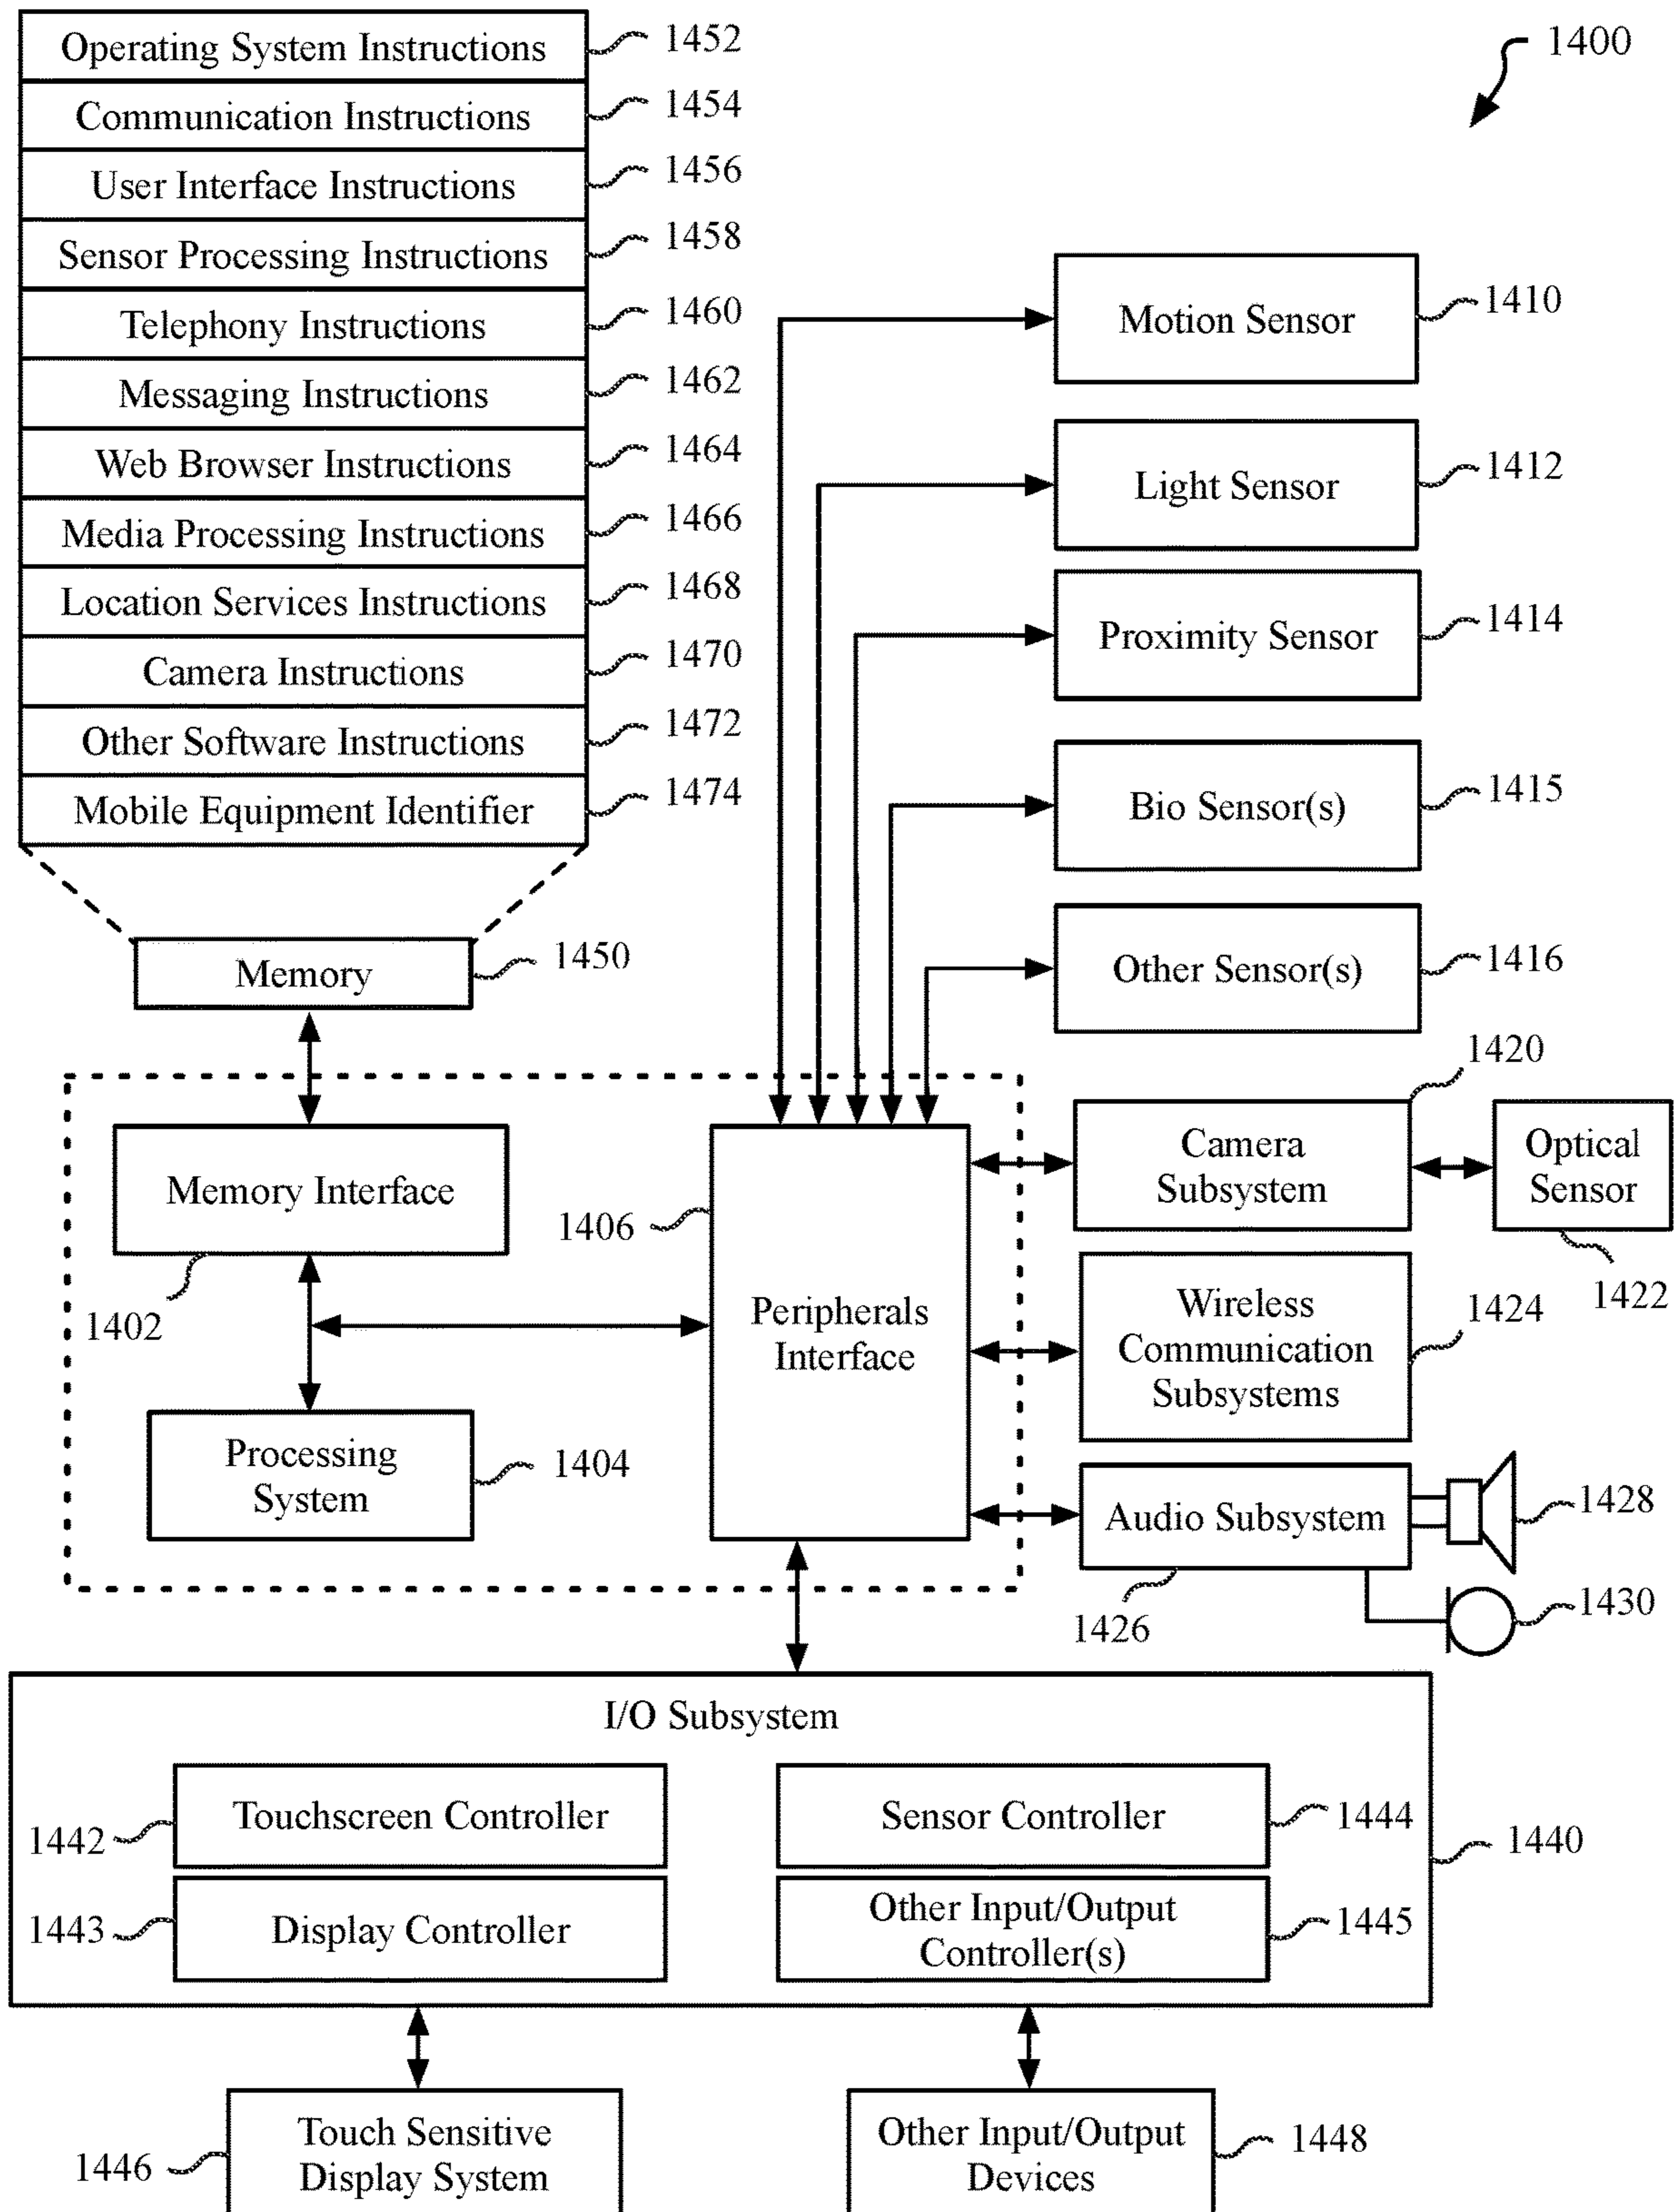 Operating System Instructions 1452
1400
Communication Instructions 1454
User Interface Instructions 1456
Sensor Processing Instructions 1458
Telephony Instructions 1460
Messaging Instructions 1462
Web Browser Instructions 1464
Media Processing Instructions 1466
Location Services Instructions 1468
Camera Instructions 1470
Other Software Instructions 1472
Mobile Equipment Identifier 1474
Memory 1450
Motion Sensor 1410
Light Sensor 1412
Proximity Sensor 1414
Bio Sensor(s) 1415
Other Sensor(s) 1416
Memory Interface
1402
Processing
System
1404
1406
Peripherals
Interface
1420
Camera
Subsystem
Optical
Sensor
1422
Wireless
Communication
Subsystems
1424
Audio Subsystem
1426
1428
1430
I/O Subsystem
1440
1442 Touchscreen Controller
Sensor Controller 1444
1443 Display Controller
Other Input/Output
Controller(s)
1445
Touch Sensitive
Display System
1446
Other Input/Output
Devices
1448